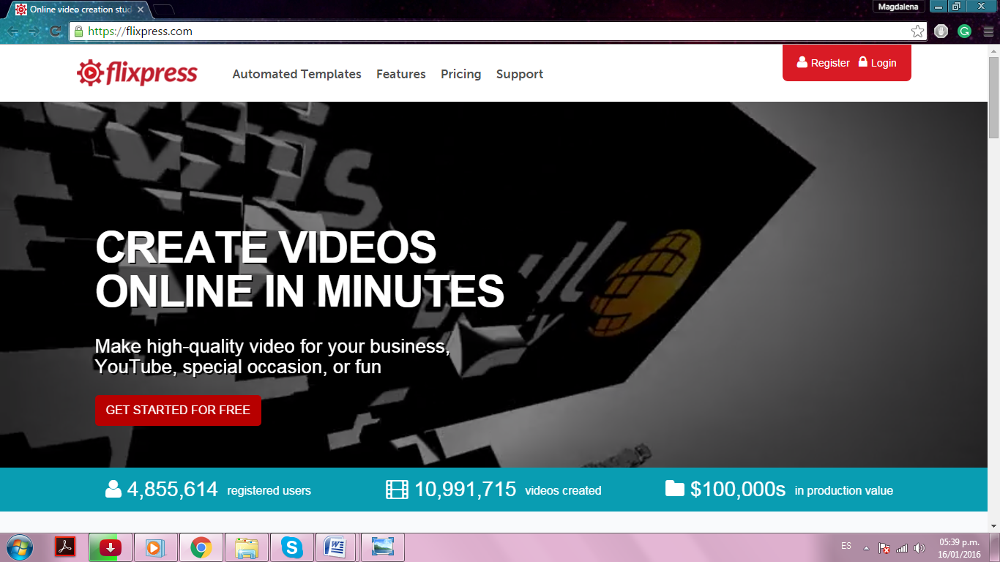 Online video creation stud
Magdalena
https://flixpress.com
flixpress
Automated Templates Features Pricing Support
Register Login
CREATE VIDEOS
ONLINE IN MINUTES
Make high-quality video for your business,
YouTube, special occasion, or fun
GET STARTED FOR FREE
4,855,614 registered users
10,991,715 videos created
$100,000s in production value
ES
05:39 p.m.
16/01/2016